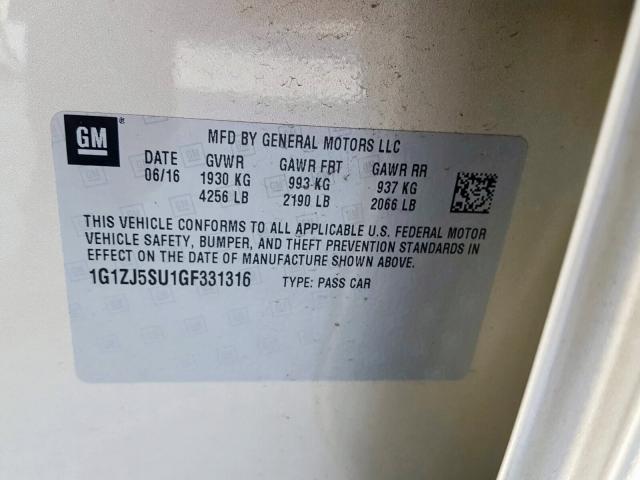 GM ®
MFD BY GENERAL MOTORS LLC
DATE GVWR GAWR FRT GAWR RR
06/16 1930 KG 993 KG 937 KG
4256 LB 2190 LB 2066 LB
THIS VEHICLE CONFORMS TO ALL APPLICABLE U.S. FEDERAL MOTOR
VEHICLE SAFETY, BUMPER, AND THEFT PREVENTION STANDARDS IN
EFFECT ON THE DATE OF MANUFACTURE SHOWN ABOVE.
1G1ZJ5SU1GF331316 TYPE: PASS CAR